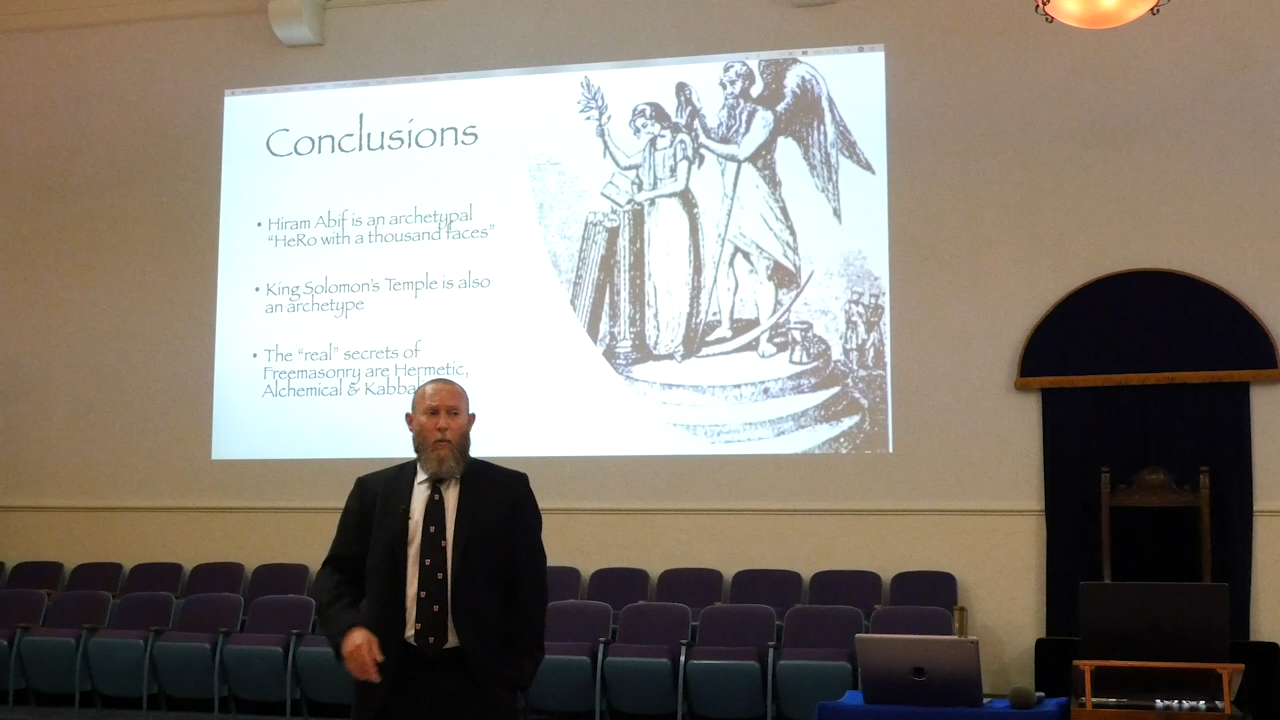 Conclusions
• Hiram Abif is an archetypal
"HeRo with a thousand faces"
• King Solomon's Temple is also
an archetype
• The "real" secrets of
Freemasonry are Hermetic,
Alchemical &